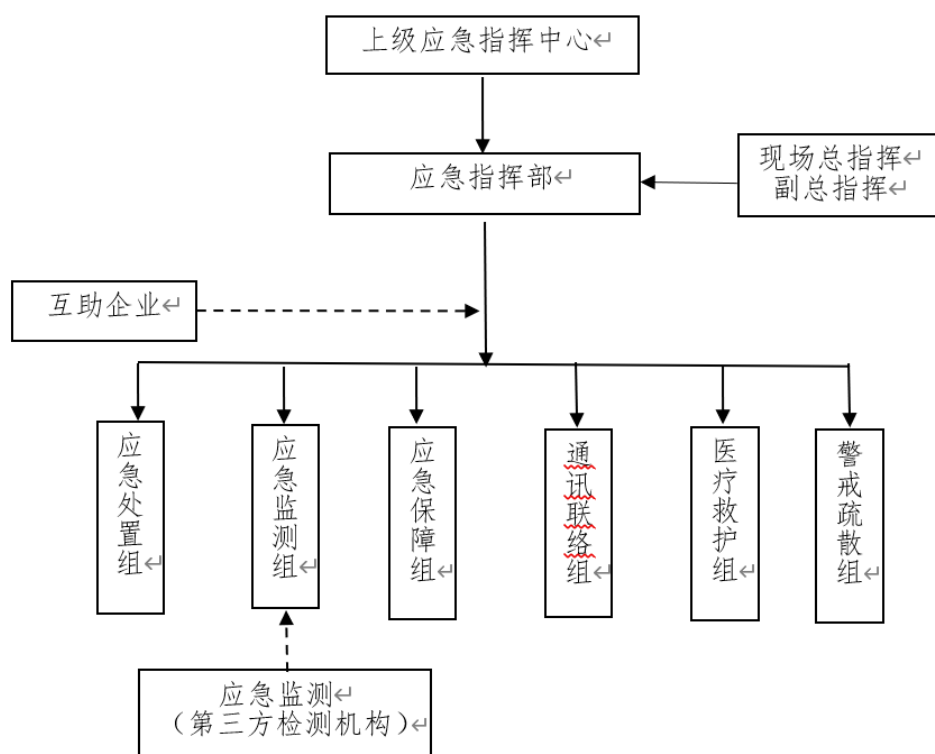 上级应急指挥中心
应急指挥部
现场总指挥
副总指挥
互助企业
应急处置组
应急监测组
应急保障组
通讯联络组
医疗救护组
警戒疏散组
应急监测
（第三方检测机构）